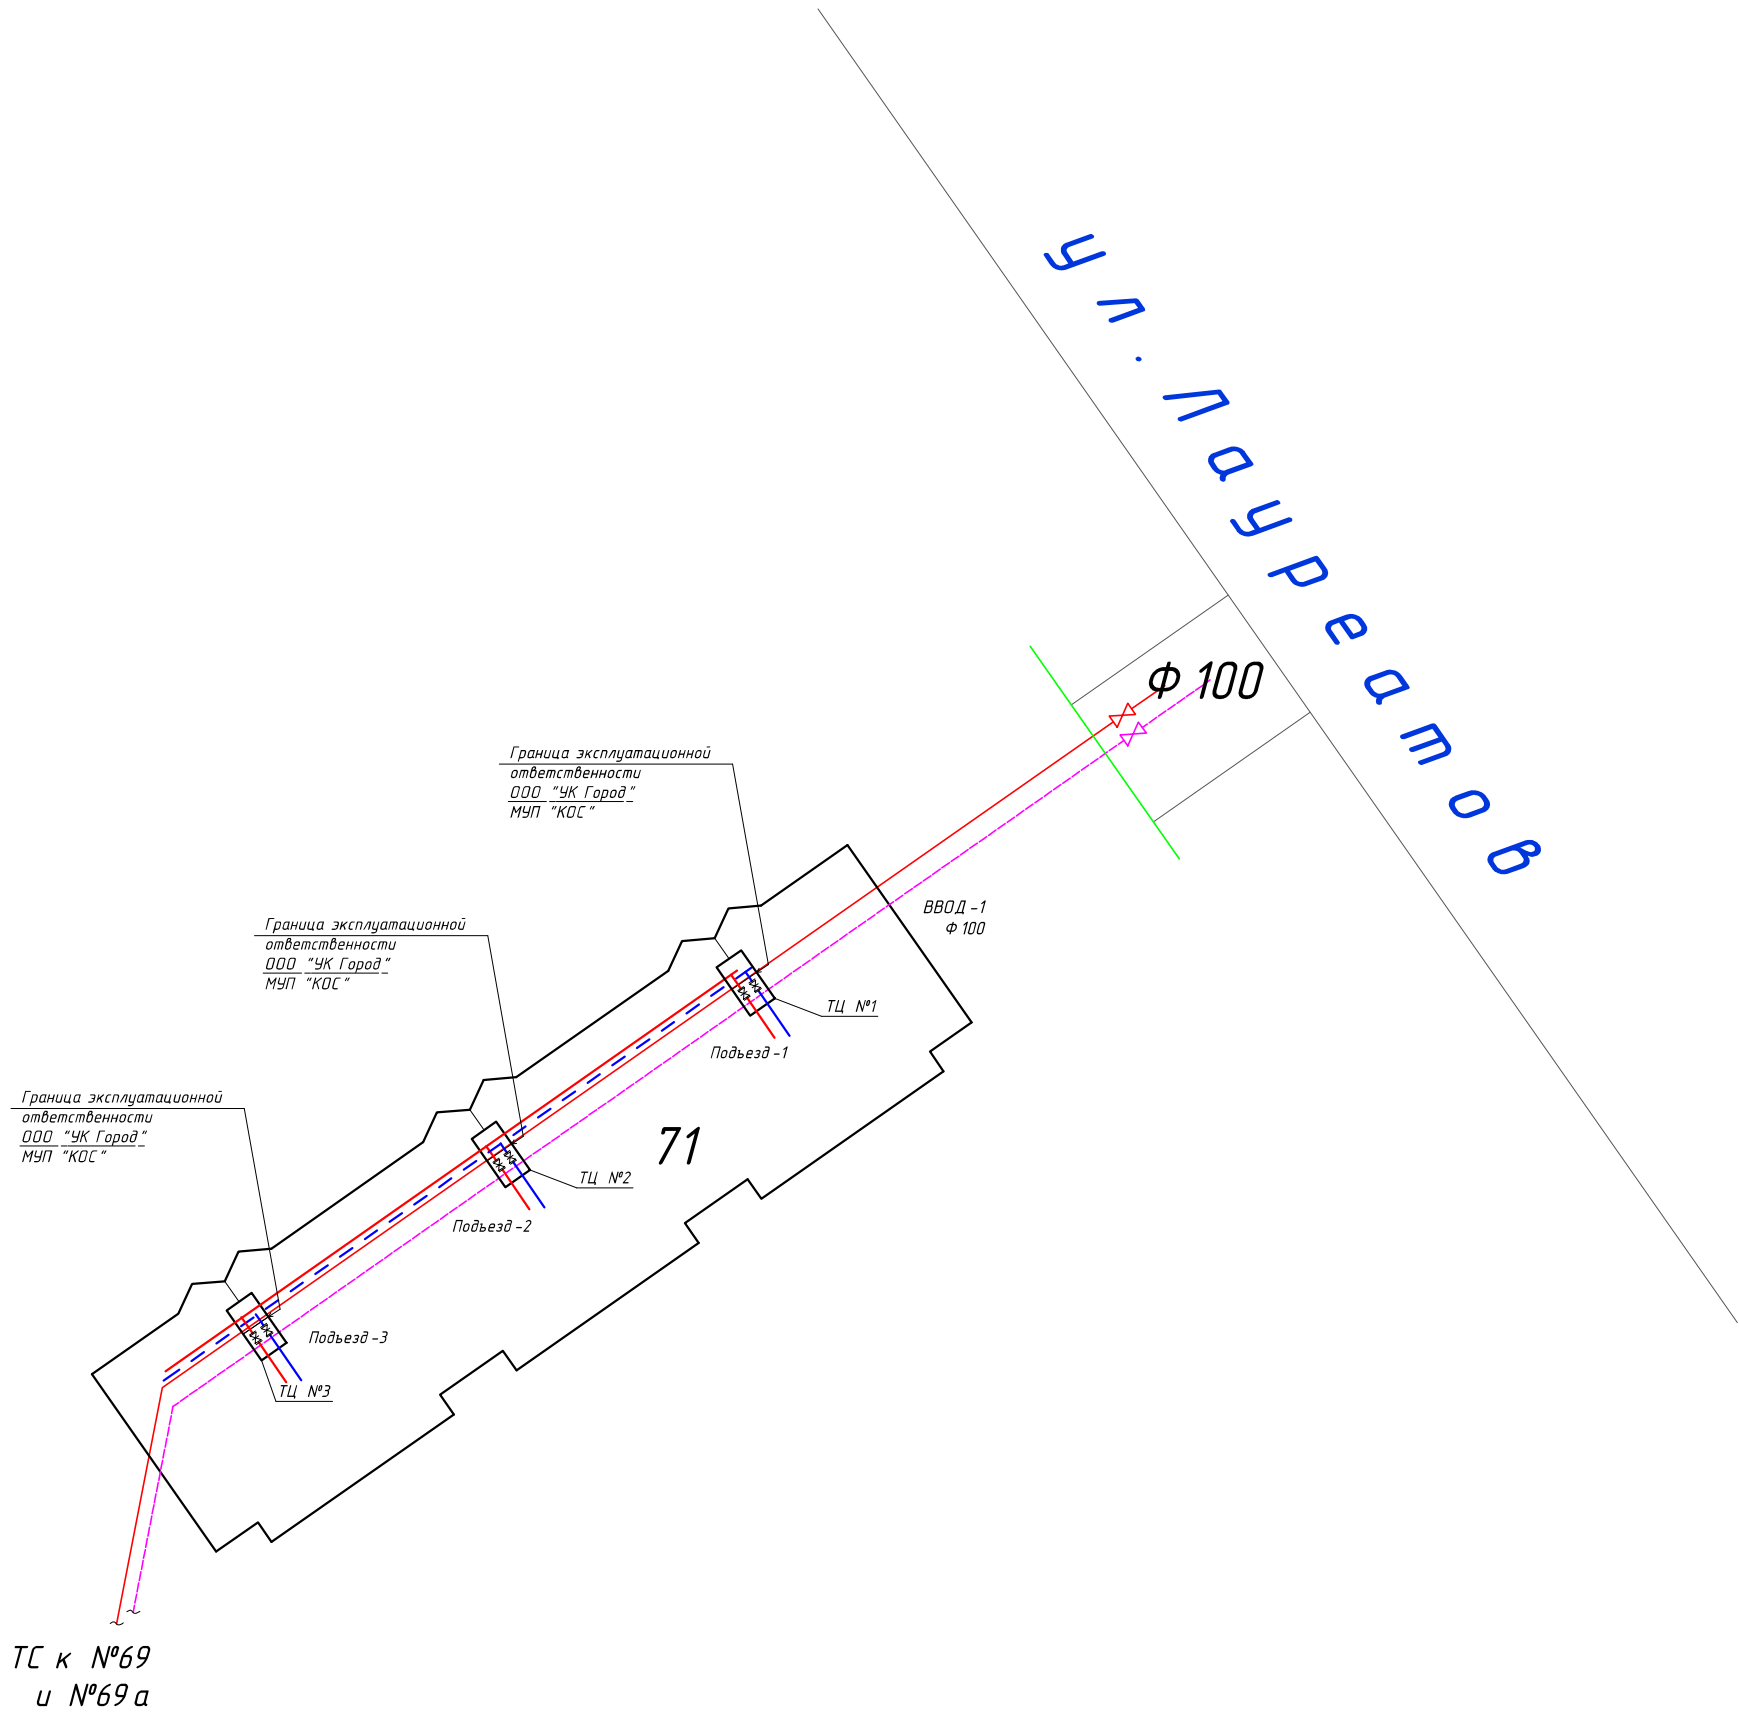 ул. Лауреатов
Ф 100
Граница эксплуатационной
ответственности
ООО "УК Город"
МУП "КОС"
ВВОД-1
Ф 100
Граница эксплуатационной
ответственности
ООО "УК Город"
МУП "КОС"
ТЦ №1
Подъезд-1
Граница эксплуатационной
ответственности
ООО "УК Город"
МУП "КОС"
71
ТЦ №2
Подъезд-2
Подъезд-3
ТЦ №3
ТС к №69
и №69а